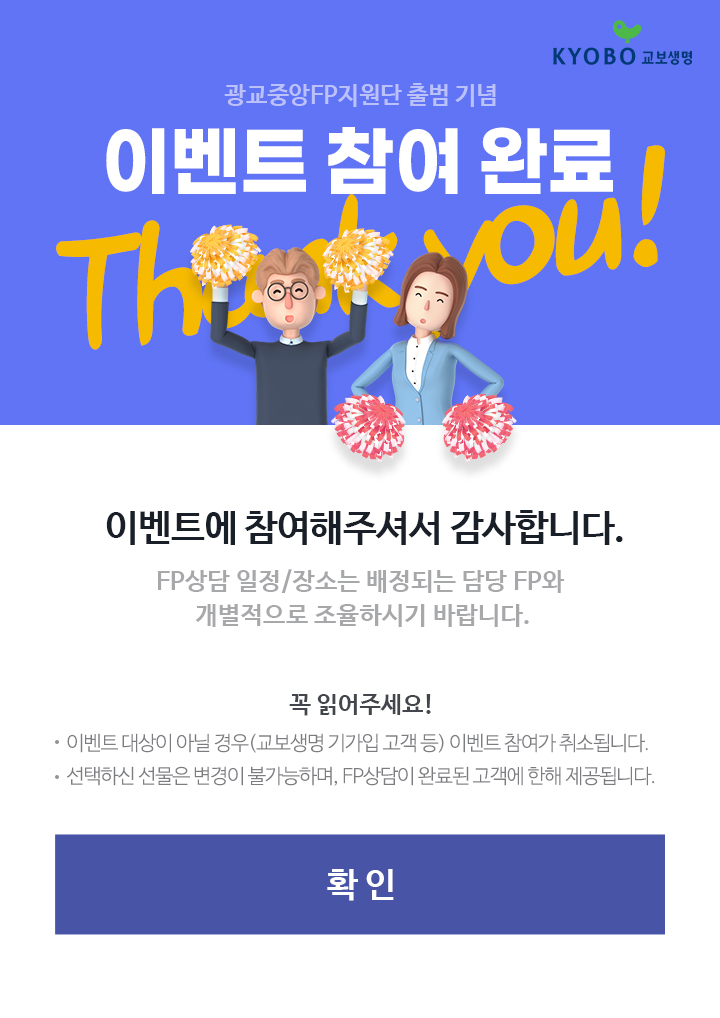 KYOBO 교보생명
광교중앙FP지원단 출범 기념
이벤트 참여 완료
Thank you!
이벤트에 참여해주셔서 감사합니다.
FP상담 일정/장소는 배정되는 담당 FP와
개별적으로 조율하시기 바랍니다.
꼭 읽어주세요!
• 이벤트 대상이 아닐 경우(교보생명 기가입 고객 등) 이벤트 참여가 취소됩니다.
• 선택하신 선물은 변경이 불가능하며, FP상담이 완료된 고객에 한해 제공됩니다.
확 인